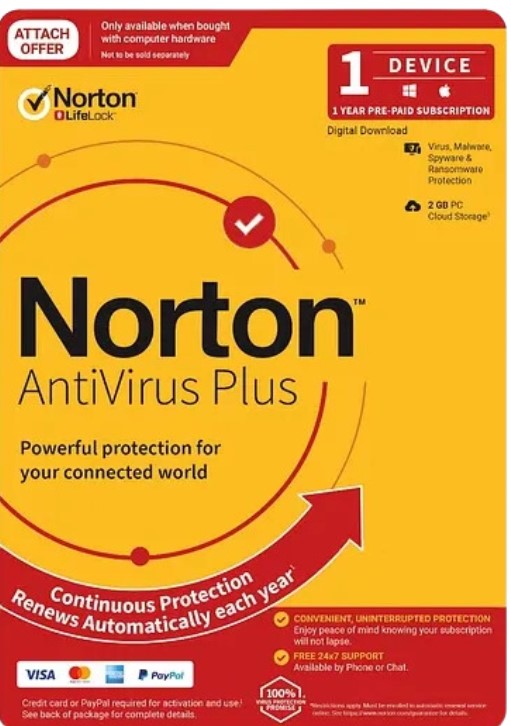 ATTACH
OFFER
Only available when bought
with computer hardware
Not to be sold separately
Norton
LifeLock
1 DEVICE
1 YEAR PRE-PAID SUBSCRIPTION
Digital Download
Virus, Malware,
Spyware &
Ransomware
Protection
2 GB PC
Cloud Storage¹
Norton™
AntiVirus Plus
Powerful protection for
your connected world
Continuous Protection
Renews Automatically each year¹
CONVENIENT, UNINTERRUPTED PROTECTION
Enjoy peace of mind knowing your subscription
will not lapse.
FREE 24x7 SUPPORT
Available by Phone or Chat.
VISA
PayPal
Credit card or PayPal required for activation and use.¹
See back of package for complete details.
100%
VIRUS PROTECTION
PROMISE